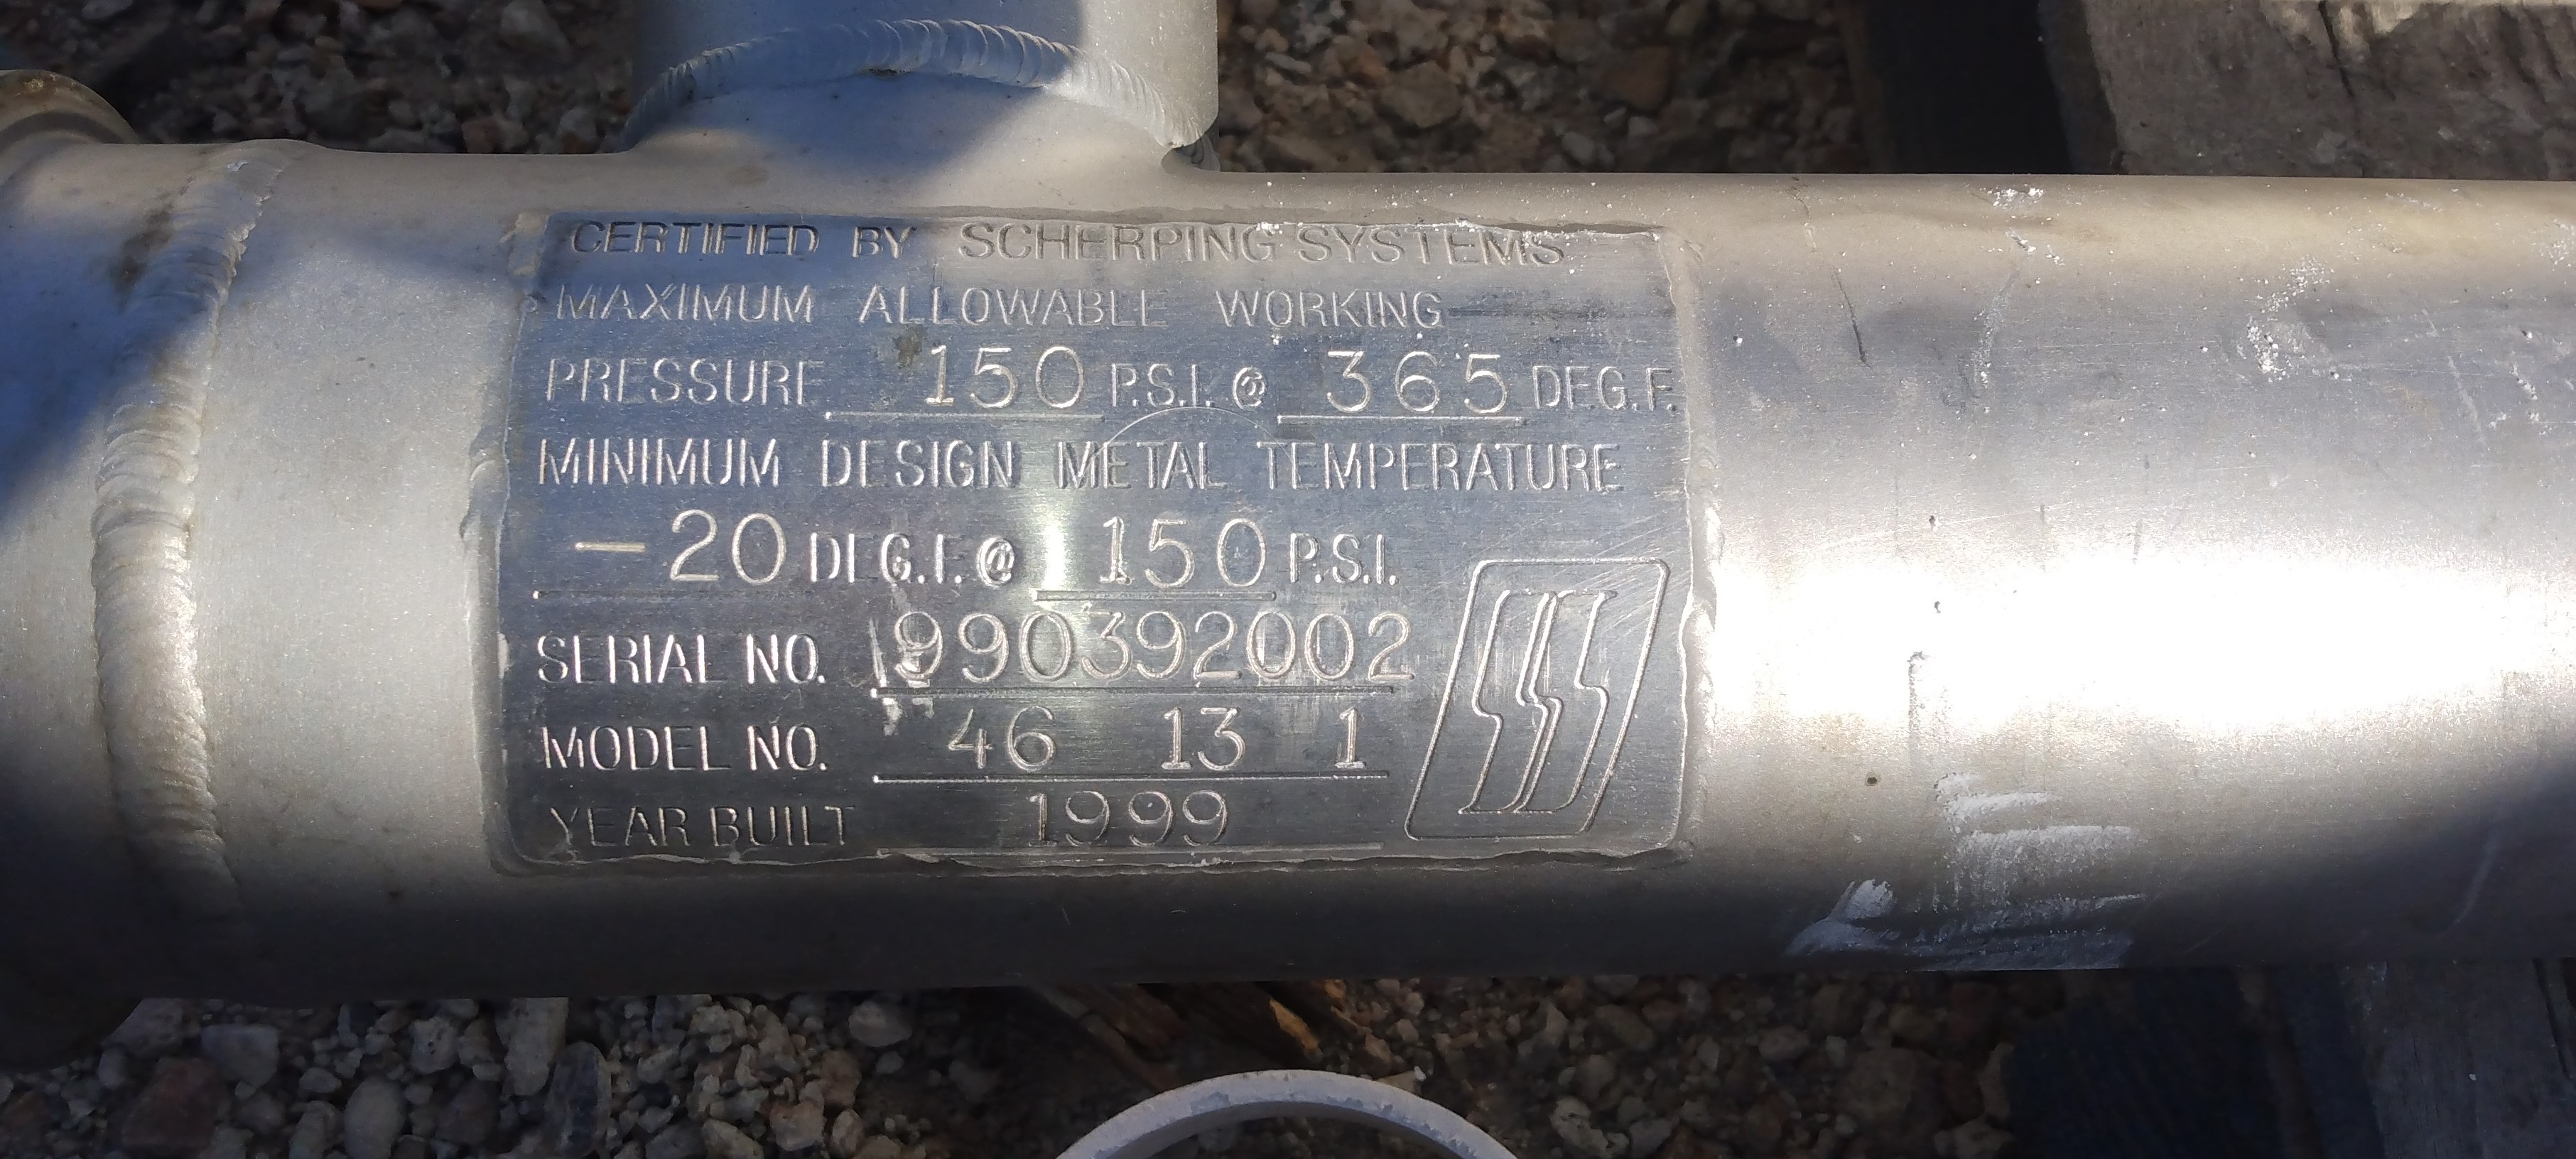 CERTIFIED BY SCHERPING SYSTEMS
MAXIMUM ALLOWABLE WORKING
PRESSURE 150 P.S.I. @ 365 DEG.F.
MINIMUM DESIGN METAL TEMPERATURE
-20 DEG.F. @ 150 P.S.I.
SERIAL NO. 990392002
MODEL NO. 46 13 1
YEAR BUILT 1999
SSS